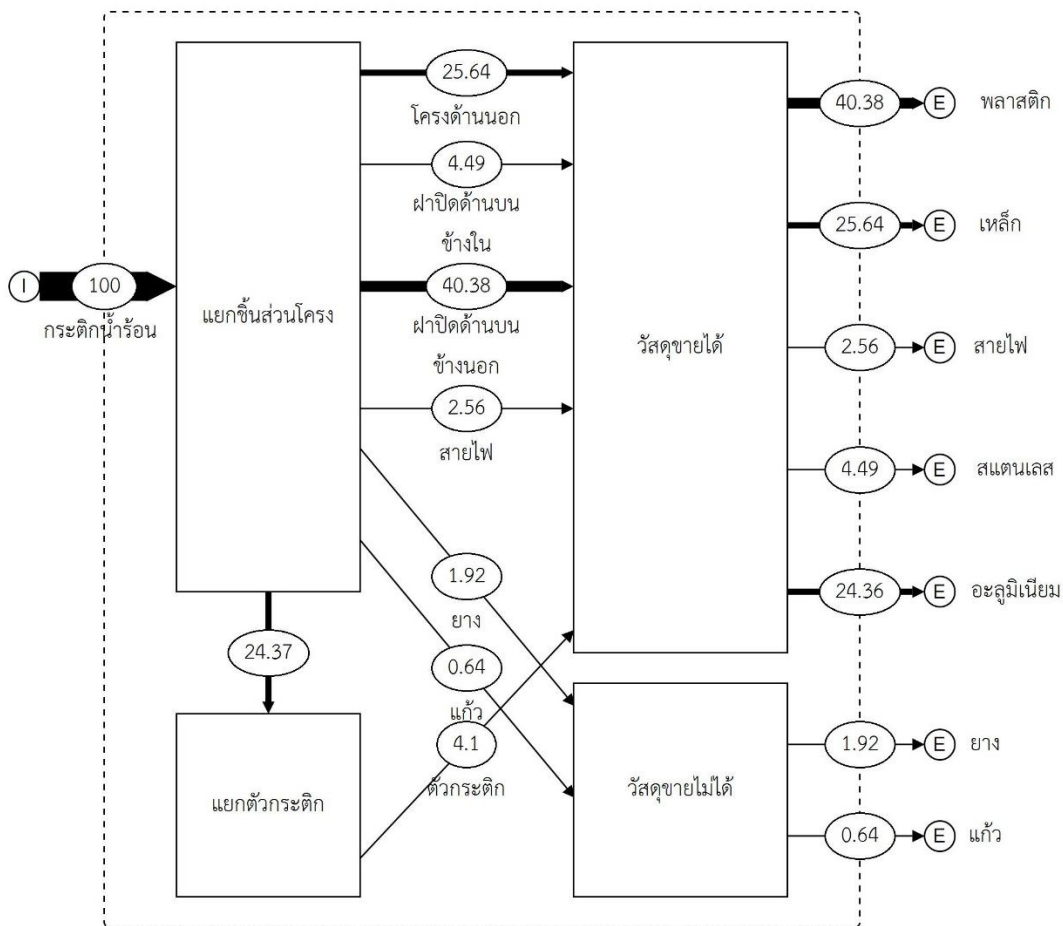 25.64
โครงด้านนอก
4.49
ฝาปิดด้านบน
ข้างใน
40.38
ฝาปิดด้านบน
ข้างนอก
2.56
สายไฟ
I
100
กระติกน้ำร้อน
แยกชิ้นส่วนโครง
วัสดุขายได้
1.92
ยาง
0.64
แก้ว
4.1
ตัวกระติก
24.37
แยกตัวกระติก
วัสดุขายไม่ได้
40.38
E
พลาสติก
25.64
E
เหล็ก
2.56
E
สายไฟ
4.49
E
สแตนเลส
24.36
E
อะลูมิเนียม
1.92
E
ยาง
0.64
E
แก้ว